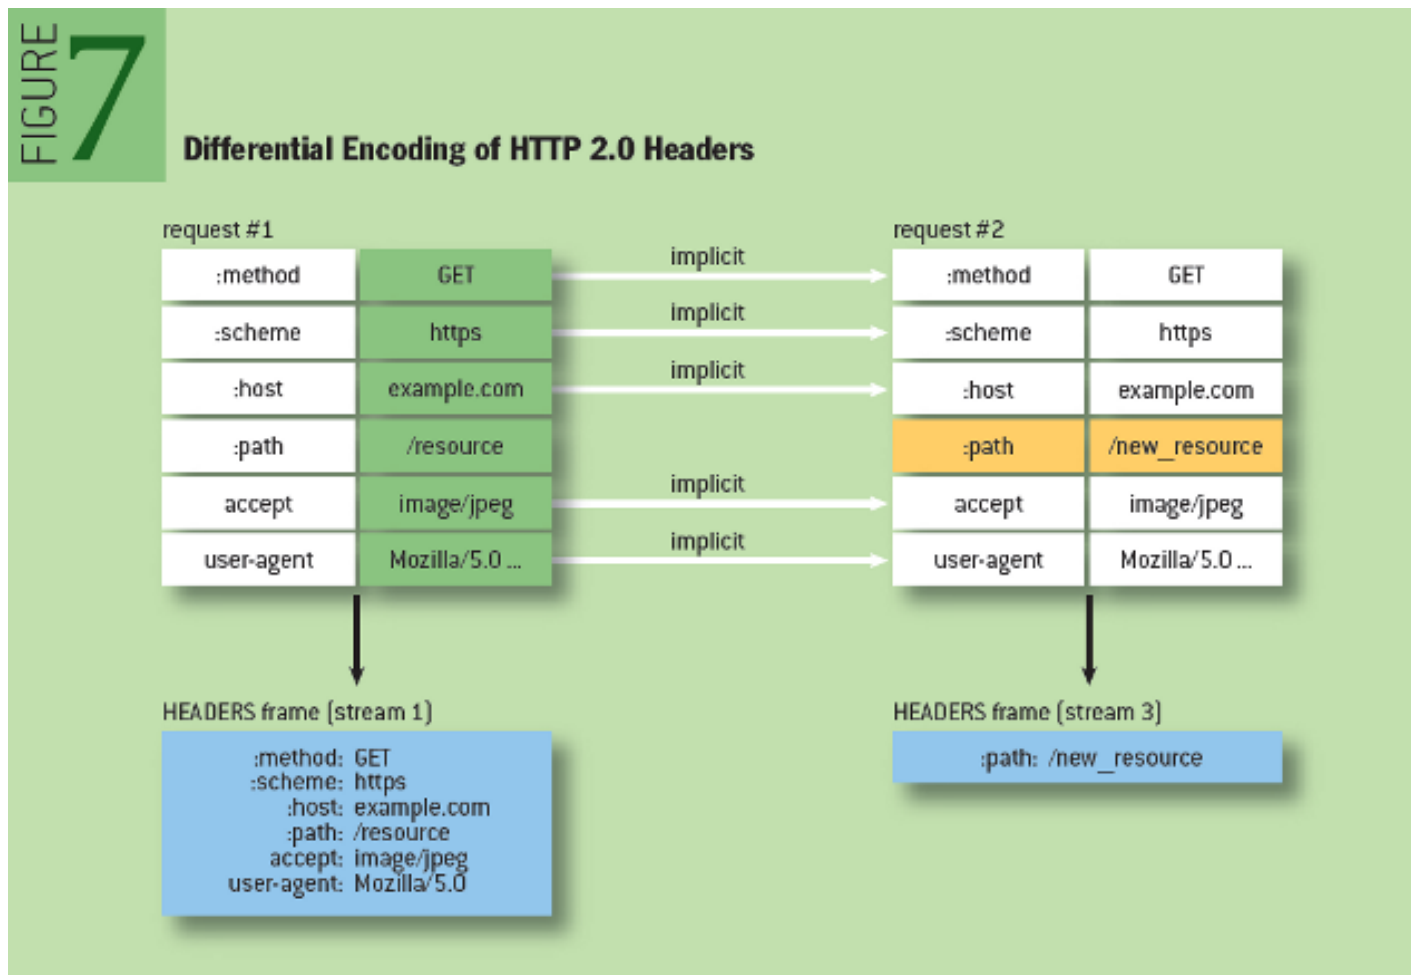 FIGURE 7
Differential Encoding of HTTP 2.0 Headers
request #1
request #2
:method GET implicit :method GET
:scheme https implicit :scheme https
:host example.com implicit :host example.com
:path /resource :path /new_resource
accept image/jpeg implicit accept image/jpeg
user-agent Mozilla/5.0 ... implicit user-agent Mozilla/5.0 ...
HEADERS frame (stream 1)
:method: GET
:scheme: https
:host: example.com
:path: /resource
accept: image/jpeg
user-agent: Mozilla/5.0
HEADERS frame (stream 3)
:path: /new_resource